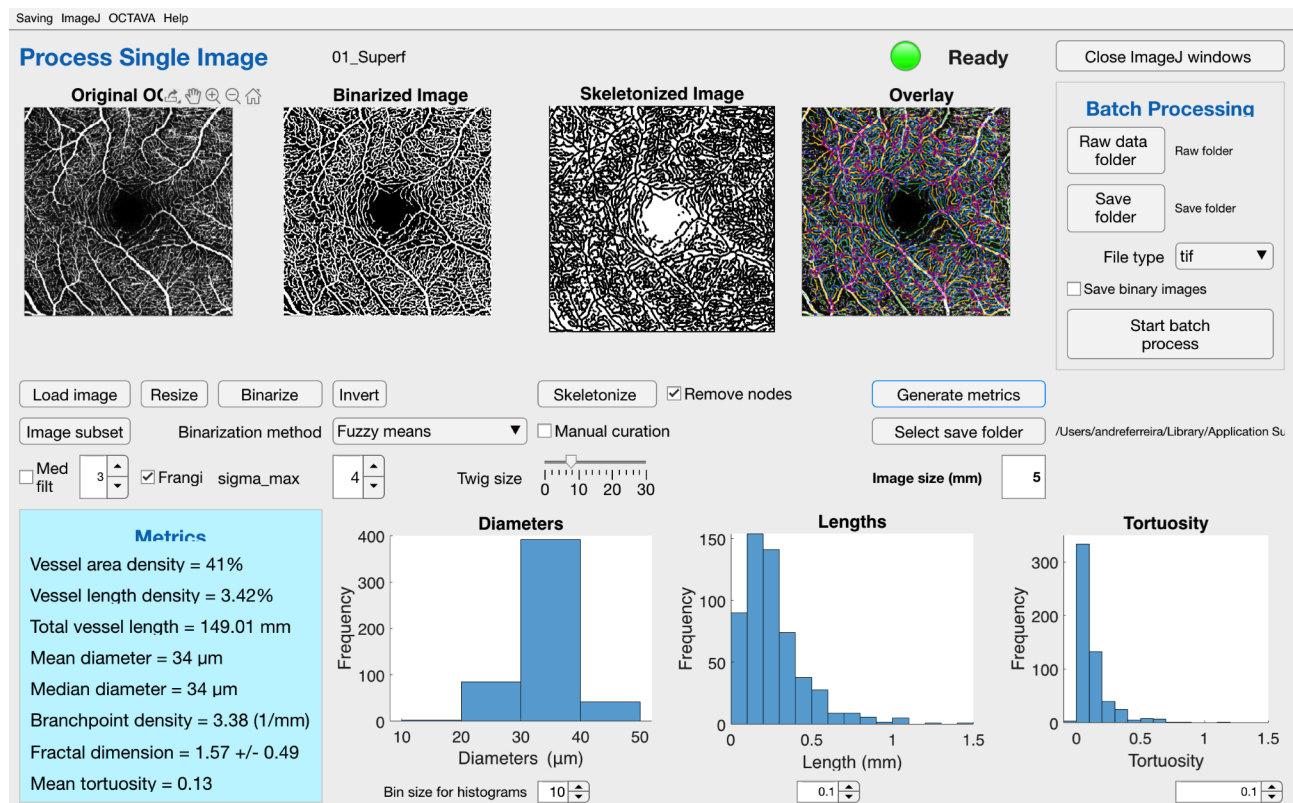 Saving ImageJ OCTAVA Help
Process Single Image
01_Superf
Ready
Close ImageJ windows
Original OC
Binarized Image
Skeletonized Image
Overlay
Batch Processing
Raw data folder
Raw folder
Save folder
Save folder
File type tif
Save binary images
Start batch process
Load image
Resize
Binarize
Invert
Skeletonize
Remove nodes
Generate metrics
Image subset
Binarization method
Fuzzy means
Manual curation
Select save folder
/Users/andreferreira/Library/Application Su
Med filt
3
Frangi
sigma_max
4
Twig size
0 10 20 30
Image size (mm)
5
Metrics
Vessel area density = 41%
Vessel length density = 3.42%
Total vessel length = 149.01 mm
Mean diameter = 34 µm
Median diameter = 34 µm
Branchpoint density = 3.38 (1/mm)
Fractal dimension = 1.57 +/- 0.49
Mean tortuosity = 0.13
Diameters
400
300
200
100
0
Frequency
10 20 30 40 50
Diameters (µm)
Lengths
150
100
50
0
Frequency
0 0.5 1 1.5
Length (mm)
Tortuosity
300
200
100
0
Frequency
0 0.5 1 1.5
Tortuosity
Bin size for histograms
10
0.1
0.1